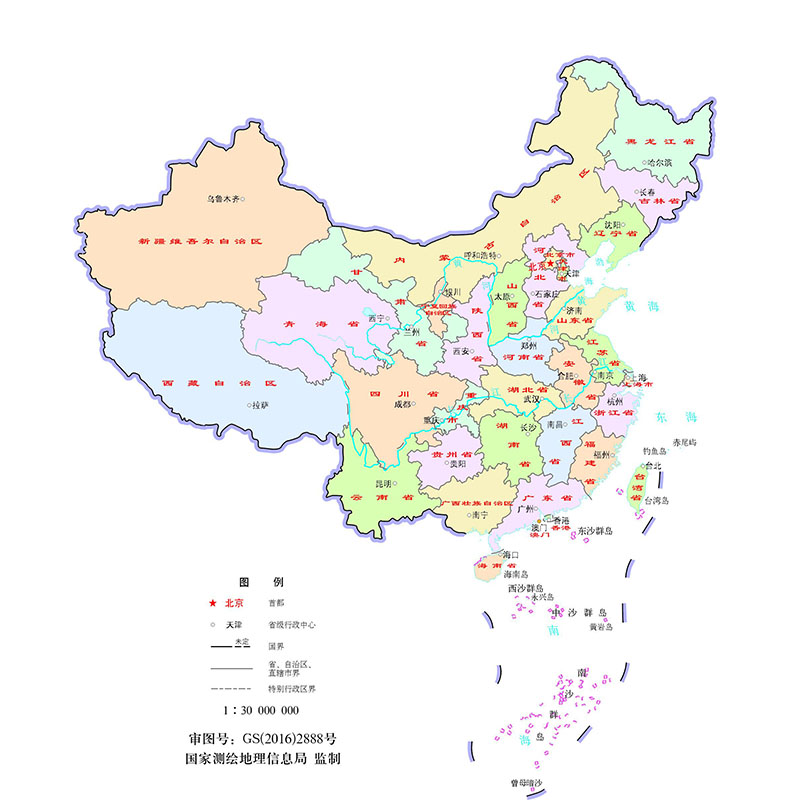 黑龙江省
哈尔滨
长春
吉林省
沈阳
辽宁省
乌鲁木齐
新疆维吾尔自治区
内蒙古自治区
呼和浩特
甘肃省
北京市
北京
天津
河北省
石家庄
渤海
黄河
银川
宁夏回族
自治区
太原
山西省
济南
山东省
黄海
青海省
西宁
兰州
陕西省
西安
郑州
河南省
江苏省
安徽省
合肥
南京
上海
上海市
西藏自治区
拉萨
四川省
成都
重庆市
重庆
湖北省
武汉
长江
杭州
浙江省
东海
湖南省
长沙
南昌
江西省
福建省
福州
钓鱼岛
赤尾屿
台北
台湾省
台湾岛
贵州省
贵阳
昆明
云南省
广西壮族自治区
南宁
广东省
广州
香港
香港
澳门
澳门
东沙群岛
海口
海南省
海南岛
西沙群岛
永兴岛
中沙群岛
黄岩岛
南海
南沙群岛
曾母暗沙
图 例
北京 首都
天津 省级行政中心
未定 国界
省、自治区、
直辖市界
特别行政区界
1：30 000 000
审图号：GS(2016)2888号
国家测绘地理信息局 监制